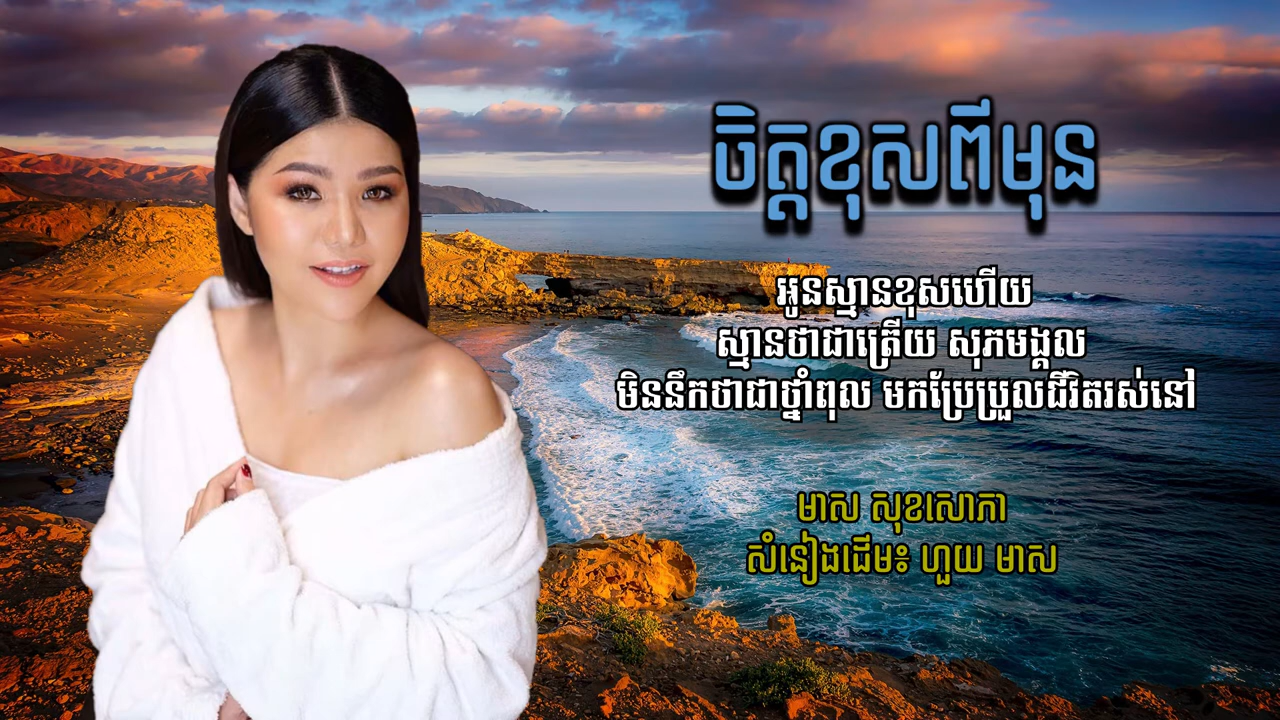 ចិត្តខុសពីមុន
អូនស្មានខុសហើយ
ស្មានថាជាត្រើយ សុភមង្គល
មិននឹកថាជាថ្នាំពុល មកប្រែប្រួលជីវិតរស់នៅ
មាស សុខសោភា
សំនៀងដើម៖ ហួយ មាស